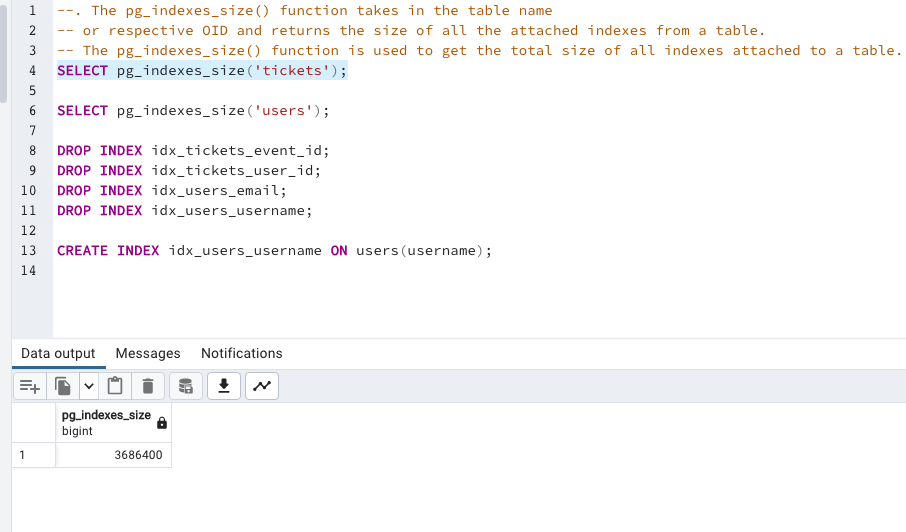 1 --. The pg_indexes_size() function takes in the table name
2 -- or respective OID and returns the size of all the attached indexes from a table.
3 -- The pg_indexes_size() function is used to get the total size of all indexes attached to a table.
4 SELECT pg_indexes_size('tickets');
5
6 SELECT pg_indexes_size('users');
7
8 DROP INDEX idx_tickets_event_id;
9 DROP INDEX idx_tickets_user_id;
10 DROP INDEX idx_users_email;
11 DROP INDEX idx_users_username;
12
13 CREATE INDEX idx_users_username ON users(username);
14
Data output Messages Notifications
pg_indexes_size
bigint
1 3686400